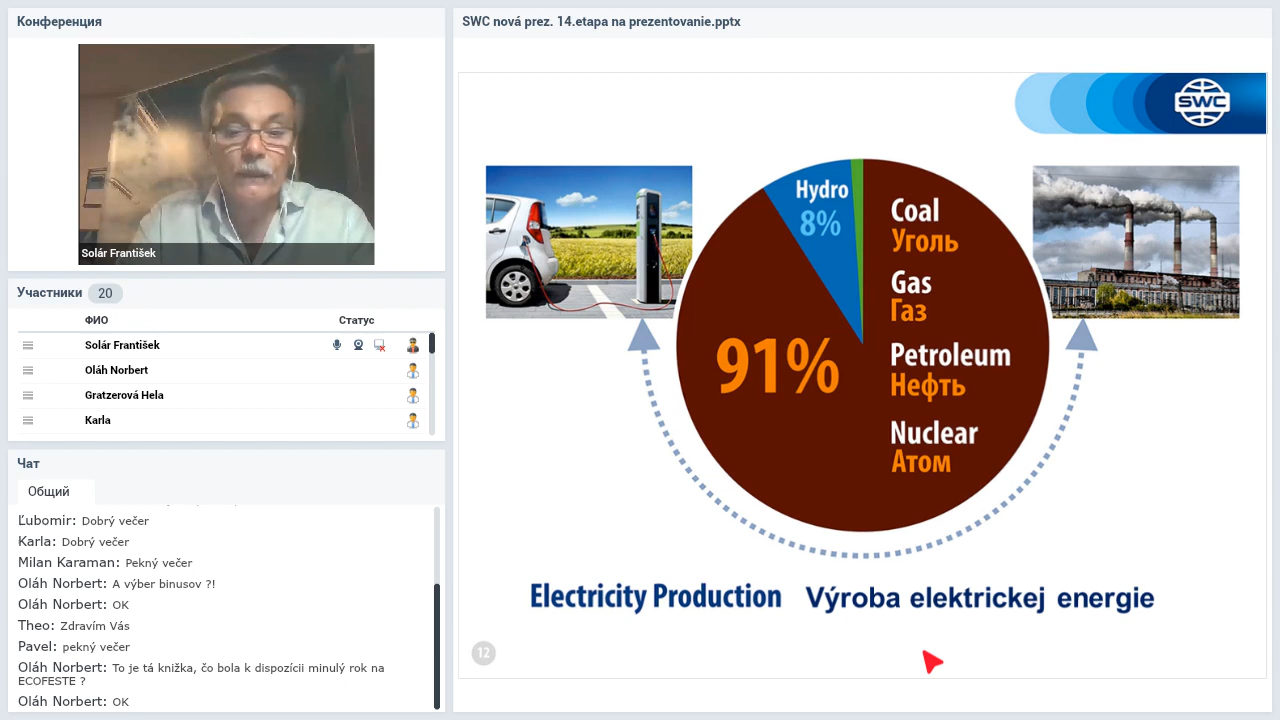 Конференция
Solár František
Участники 20
ФИО Статус
Solár František
Oláh Norbert
Gratzerová Hela
Karla
Чат
Общий
Ľubomir: Dobrý večer
Karla: Dobrý večer
Milan Karaman: Pekný večer
Oláh Norbert: A výber binusov ?!
Oláh Norbert: OK
Theo: Zdravím Vás
Pavel: pekný večer
Oláh Norbert: To je tá knižka, čo bola k dispozícii minulý rok na
ECOFESTE ?
Oláh Norbert: OK
SWC nová prez. 14.etapa na prezentovanie.pptx
SWC
Hydro
8%
91%
Coal
Уголь
Gas
Газ
Petroleum
Нефть
Nuclear
Атом
Electricity Production Výroba elektrickej energie
12